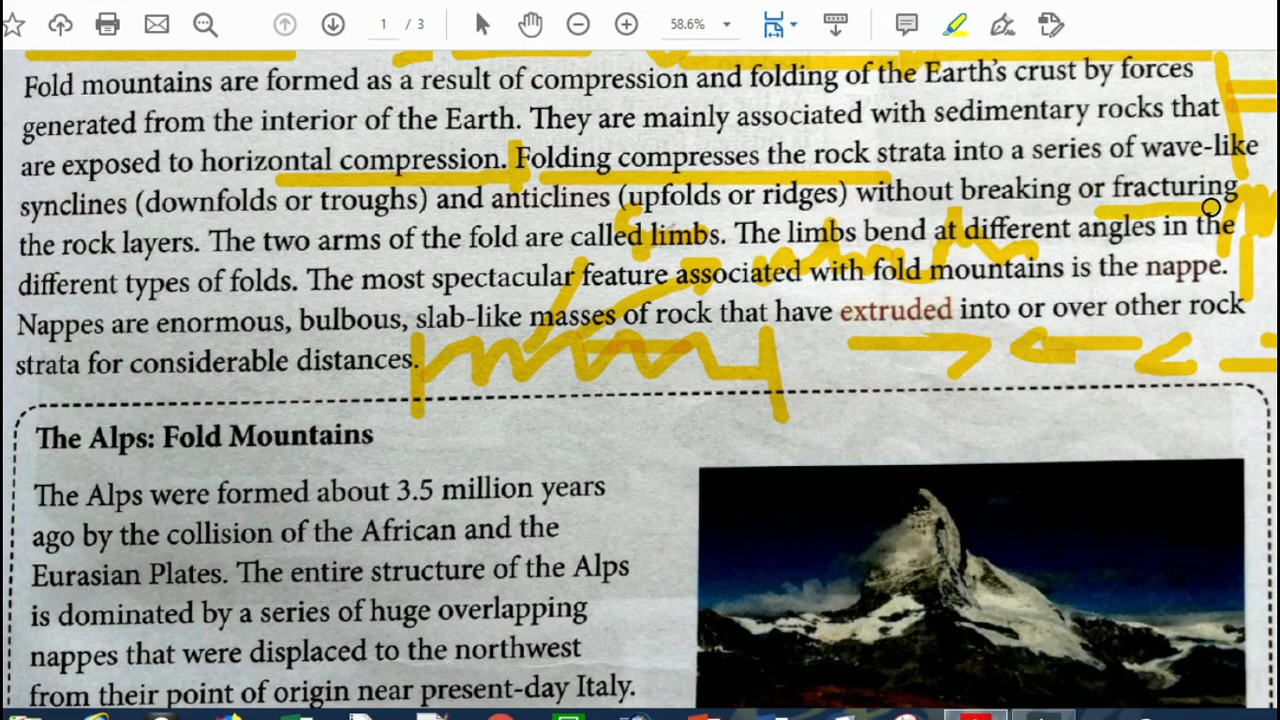 1 / 3
58.6%
Fold mountains are formed as a result of compression and folding of the Earth's crust by forces
generated from the interior of the Earth. They are mainly associated with sedimentary rocks that
are exposed to horizontal compression. Folding compresses the rock strata into a series of wave-like
synclines (downfolds or troughs) and anticlines (upfolds or ridges) without breaking or fracturing
the rock layers. The two arms of the fold are called limbs. The limbs bend at different angles in the
different types of folds. The most spectacular feature associated with fold mountains is the nappe.
Nappes are enormous, bulbous, slab-like masses of rock that have extruded into or over other rock
strata for considerable distances.
The Alps: Fold Mountains
The Alps were formed about 3.5 million years
ago by the collision of the African and the
Eurasian Plates. The entire structure of the Alps
is dominated by a series of huge overlapping
nappes that were displaced to the northwest
from their point of origin near present-day Italy.